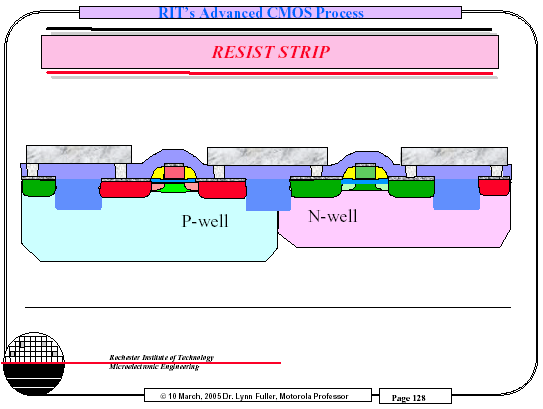 RIT's Advanced CMOS Process
RESIST STRIP
P-well
N-well
Rochester Institute of Technology
Microelectronic Engineering
© 10 March, 2005 Dr. Lynn Fuller, Motorola Professor
Page 128